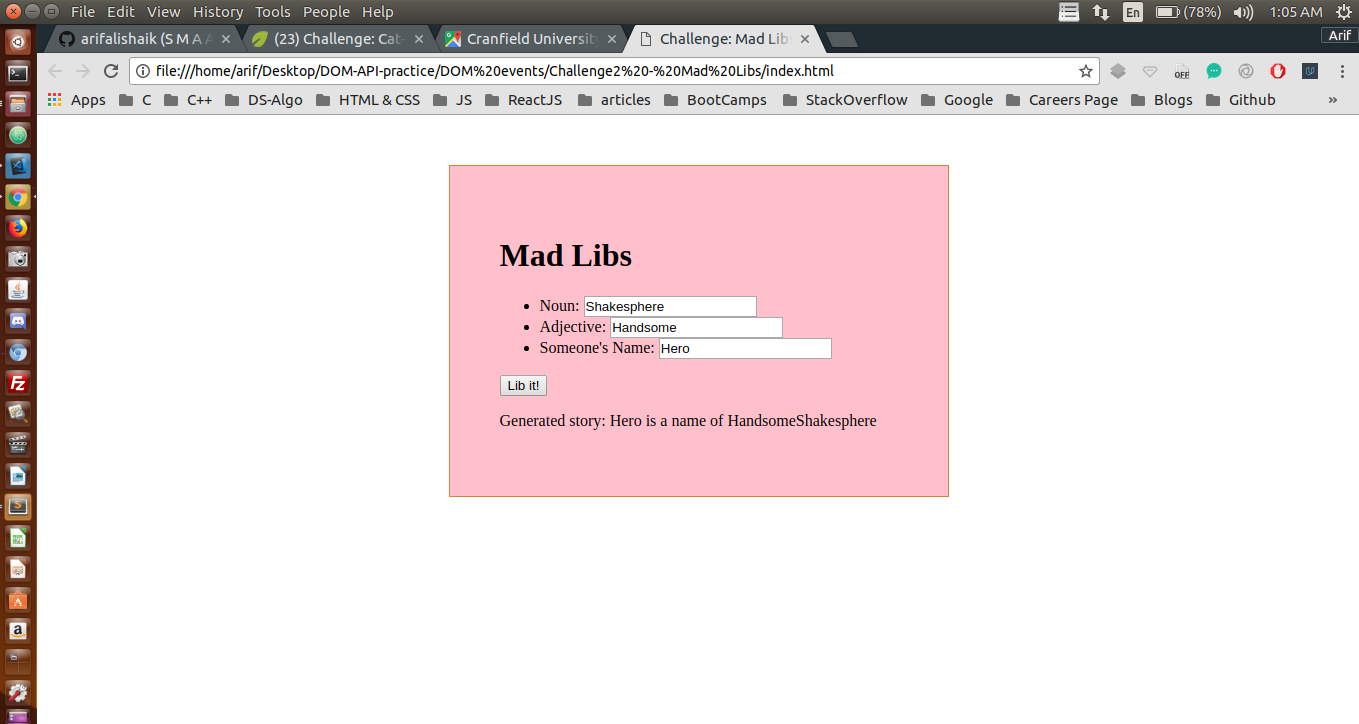 File Edit View History Tools People Help
En (78%) 1:05 AM
arifalishaik (S M A A
(23) Challenge: Cat-
Cranfield University
Challenge: Mad Libs
Arif
file:///home/arif/Desktop/DOM-API-practice/DOM%20events/Challenge2%20-%20Mad%20Libs/index.html
OFF
Apps C C++ DS-Algo HTML & CSS JS ReactJS articles BootCamps StackOverflow Google Careers Page Blogs Github »
Mad Libs
• Noun: Shakesphere
• Adjective: Handsome
• Someone's Name: Hero
Lib it!
Generated story: Hero is a name of HandsomeShakesphere